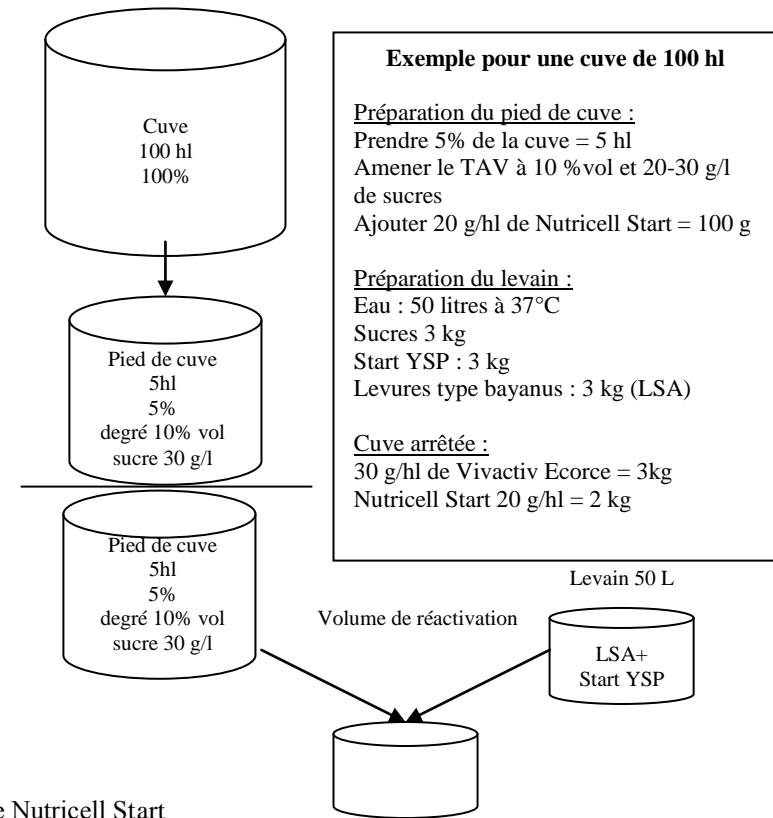 Cuve
100 hl
100%
Exemple pour une cuve de 100 hl
Préparation du pied de cuve :
Prendre 5% de la cuve = 5 hl
Amener le TAV à 10 %vol et 20-30 g/l
de sucres
Ajouter 20 g/hl de Nutricell Start = 100 g
Préparation du levain :
Eau : 50 litres à 37°C
Sucres 3 kg
Start YSP : 3 kg
Levures type bayanus : 3 kg (LSA)
Cuve arrêtée :
30 g/hl de Vivactiv Ecorce = 3kg
Nutricell Start 20 g/hl = 2 kg
Pied de cuve
5hl
5%
degré 10% vol
sucre 30 g/l
Pied de cuve
5hl
5%
degré 10% vol
sucre 30 g/l
Volume de réactivation
Levain 50 L
LSA+
Start YSP
e Nutricell Start